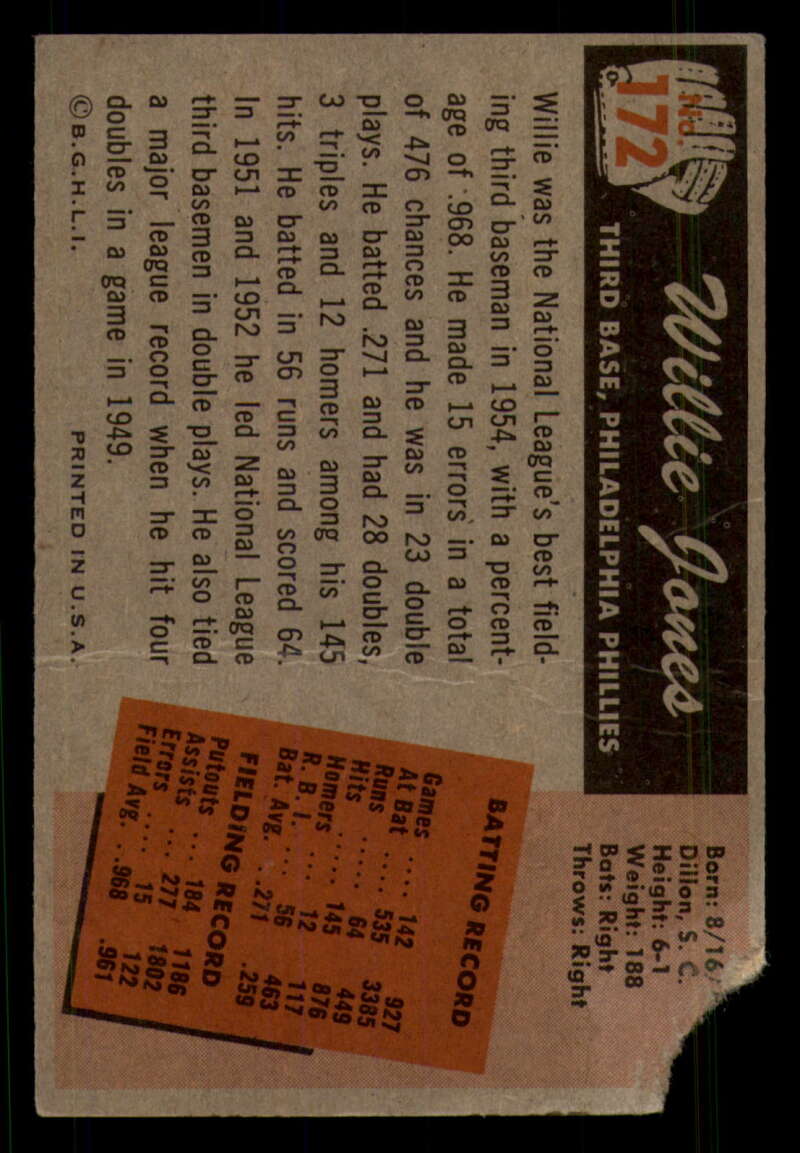 No.
172
Willie Jones
THIRD BASE, PHILADELPHIA PHILLIES
Born: 8/16/
Dillon, S. C.
Height: 6-1
Weight: 188
Bats: Right
Throws: Right
Willie was the National League's best field-
ing third baseman in 1954, with a percent-
age of .968. He made 15 errors in a total
of 476 chances and he was in 23 double
plays. He batted .271 and had 28 doubles,
3 triples and 12 homers among his 145
hits. He batted in 56 runs and scored 64.
In 1951 and 1952 he led National League
third basemen in double plays. He also tied
a major league record when he hit four
doubles in a game in 1949.
©B.G.H.L.I. PRINTED IN U.S.A.
BATTING RECORD
Games .... 142 927
At Bat .... 535 3385
Runs .... 64 449
Hits ..... 145 876
Homers ..... 12 117
R. B. I. ... 56 463
Bat. Avg. . .271 .259
FIELDING RECORD
Putouts ... 184 1186
Assists ... 277 1802
Errors .... 15 122
Field Avg. . .968 .961